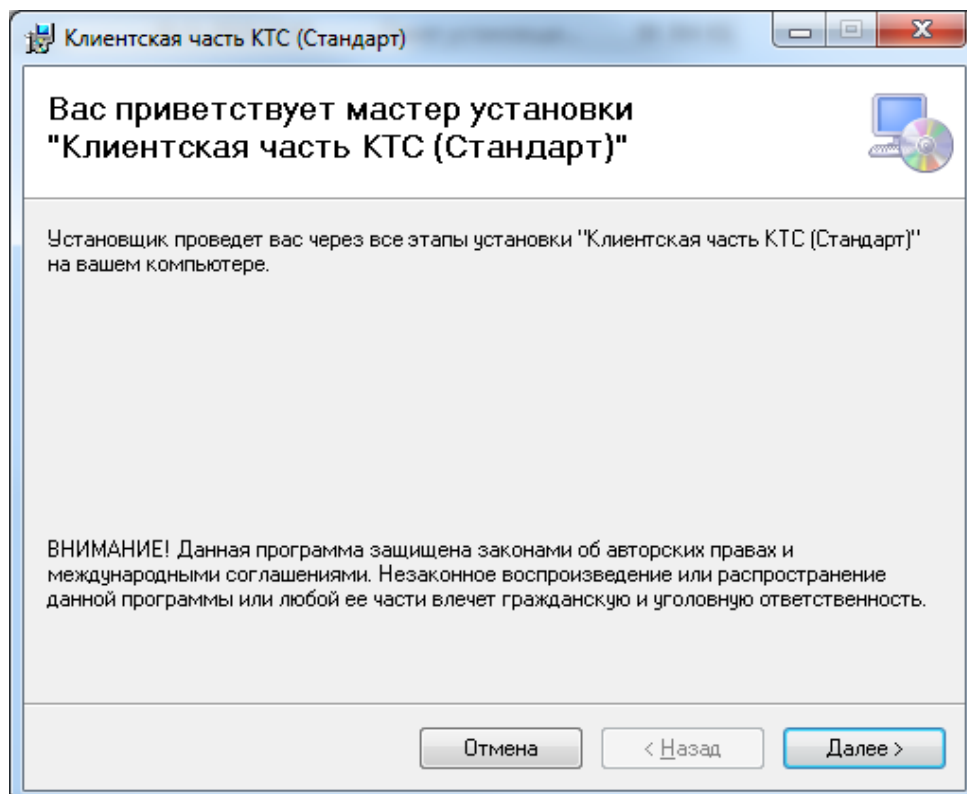 Клиентская часть КТС (Стандарт)
Вас приветствует мастер установки
"Клиентская часть КТС (Стандарт)"
Установщик проведет вас через все этапы установки "Клиентская часть КТС (Стандарт)"
на вашем компьютере.
ВНИМАНИЕ! Данная программа защищена законами об авторских правах и
международными соглашениями. Незаконное воспроизведение или распространение
данной программы или любой ее части влечет гражданскую и уголовную ответственность.
Отмена
< Назад
Далее >